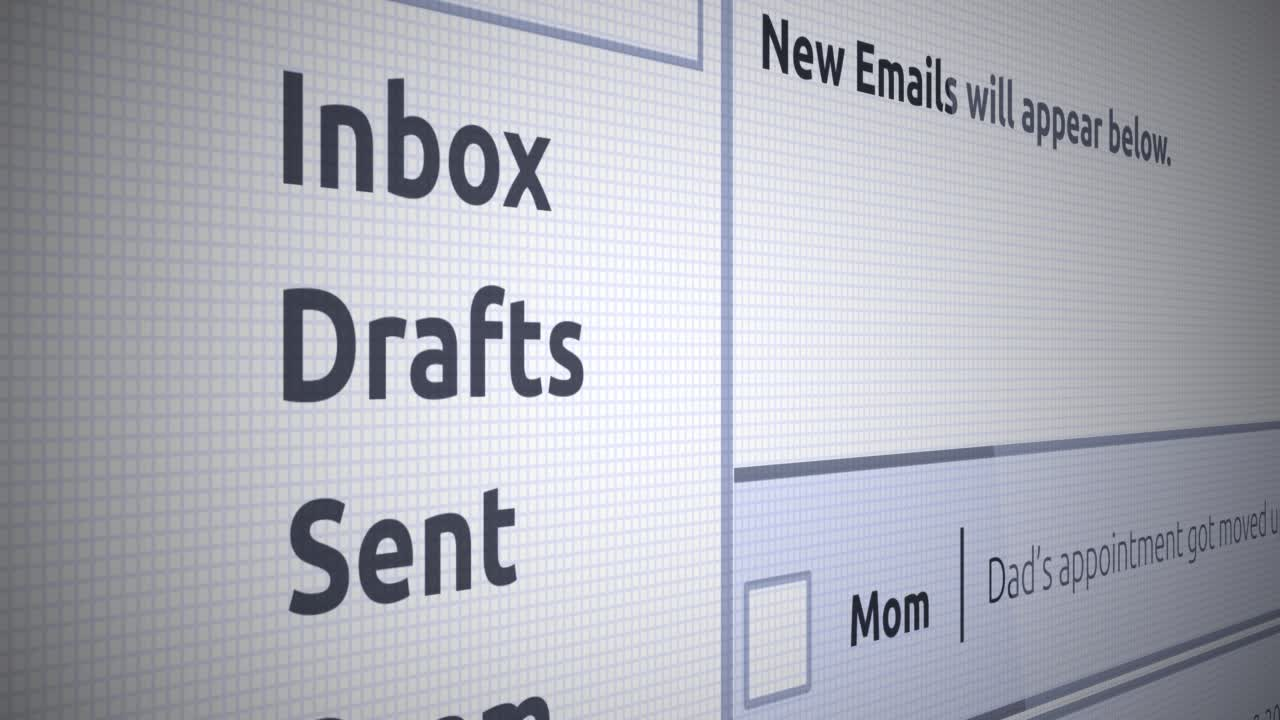 Inbox
Drafts
Sent
New Emails will appear below.
Mom
Dad's appointment got moved